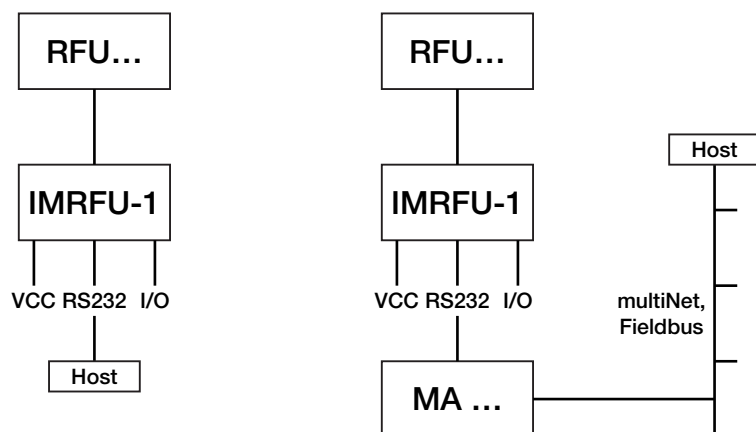 RFU...
IMRFU-1
VCC RS232 I/O
Host
RFU...
IMRFU-1
VCC RS232 I/O
MA ...
Host
multiNet,
Fieldbus